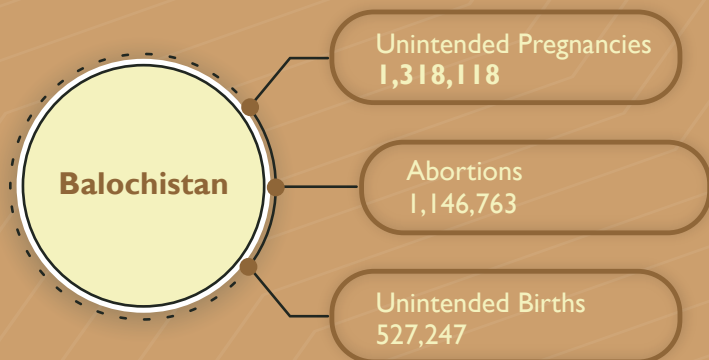 Balochistan
Unintended Pregnancies
1,318,118
Abortions
1,146,763
Unintended Births
527,247